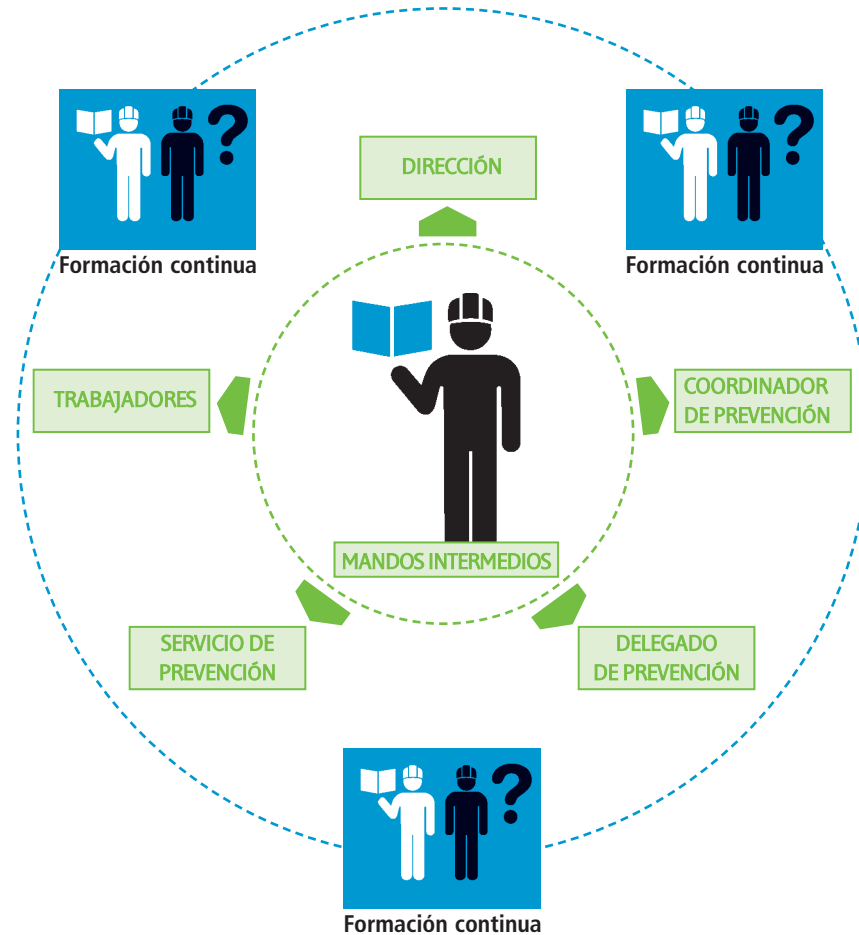 ?
?
DIRECCIÓN
Formación continua
Formación continua
TRABAJADORES
COORDINADOR
DE PREVENCIÓN
MANDOS INTERMEDIOS
SERVICIO DE
PREVENCIÓN
DELEGADO
DE PREVENCIÓN
?
Formación continua